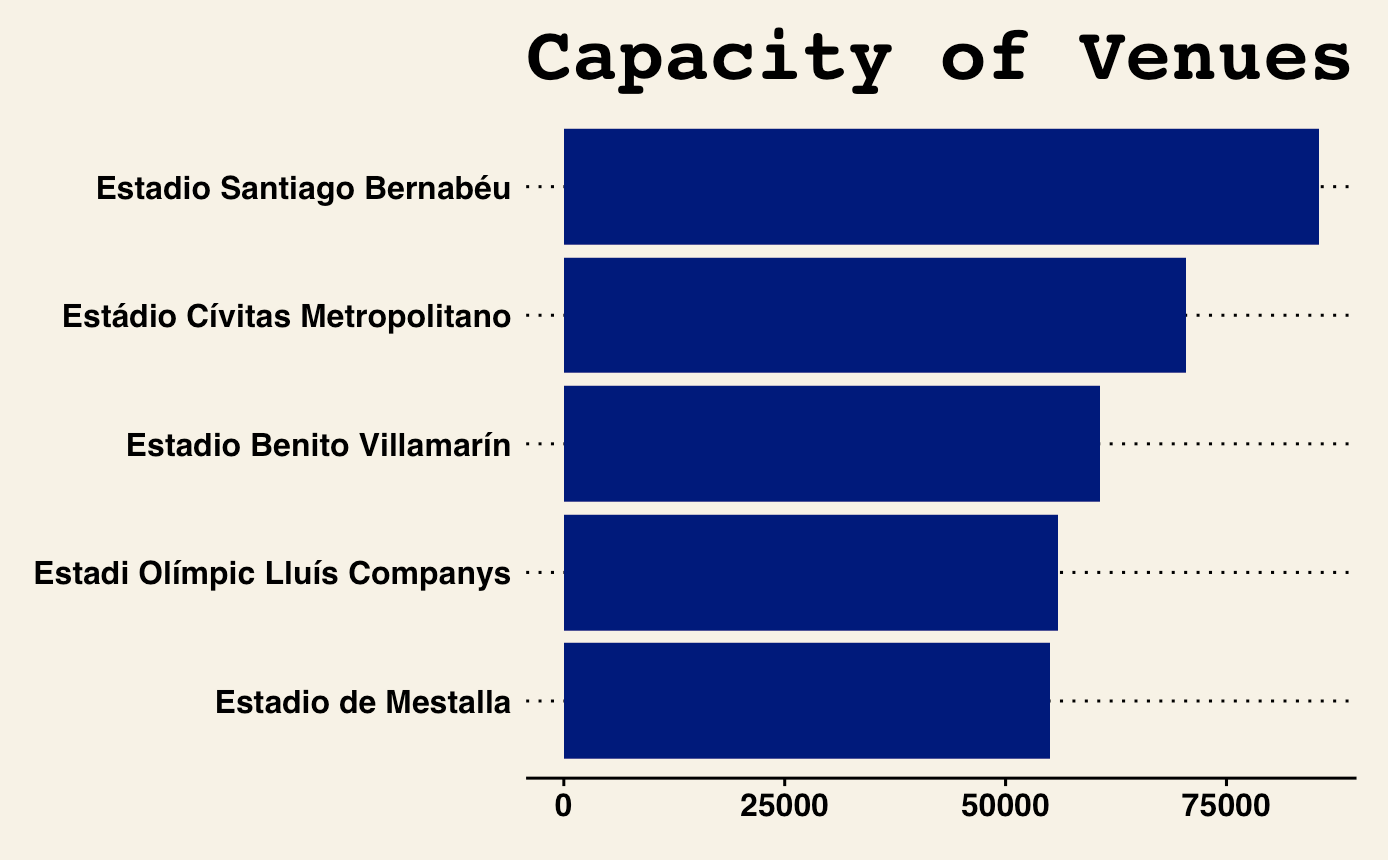 Capacity of Venues
Estadio Santiago Bernabéu
Estádio Cívitas Metropolitano
Estadio Benito Villamarín
Estadi Olímpic Lluís Companys
Estadio de Mestalla
0 25000 50000 75000